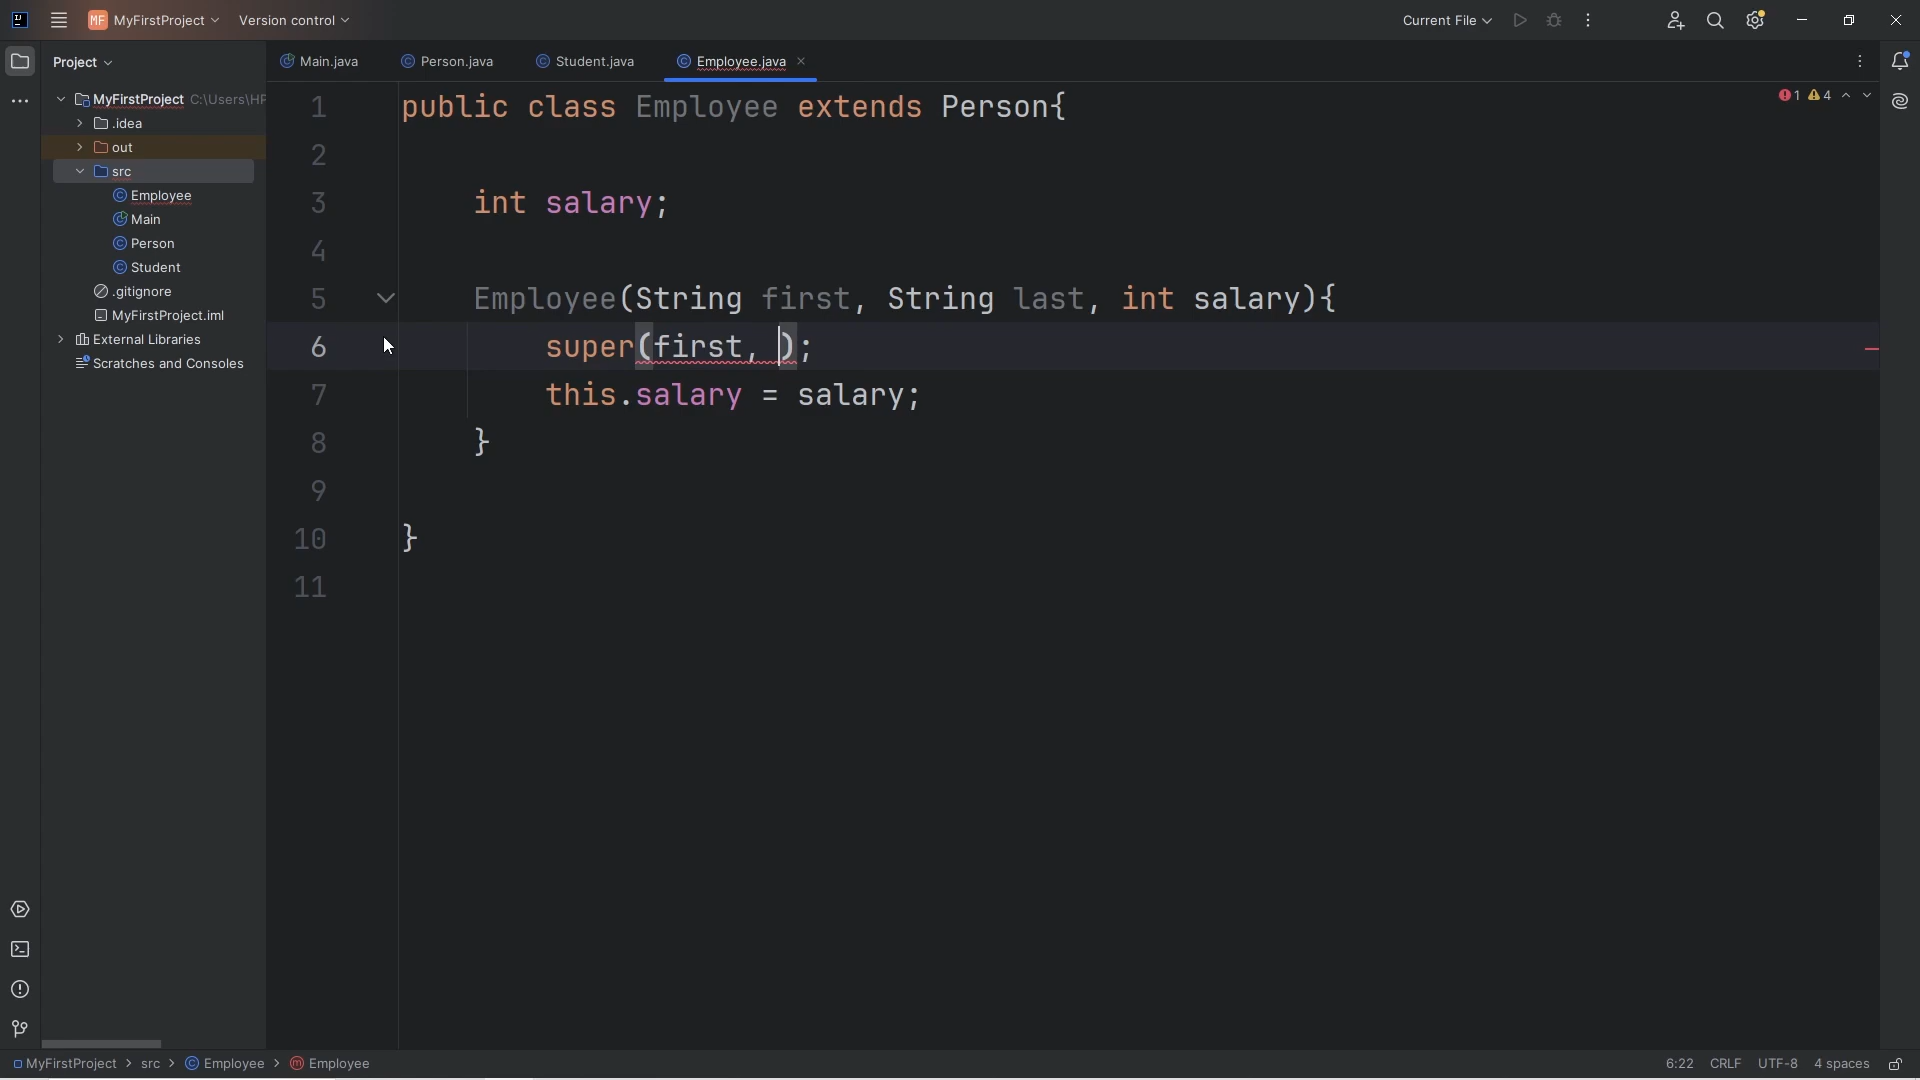 MF MyFirstProject Version control Current File
Project
Main.java Person.java Student.java Employee.java
MyFirstProject C:\Users\HP
.idea
out
src
Employee
Main
Person
Student
.gitignore
MyFirstProject.iml
External Libraries
Scratches and Consoles
1 4
1 public class Employee extends Person{
2
3 int salary;
4
5 Employee(String first, String last, int salary){
6 super(first, );
7 this.salary = salary;
8 }
9
10 }
11
MyFirstProject > src > Employee > Employee 6:22 CRLF UTF-8 4 spaces